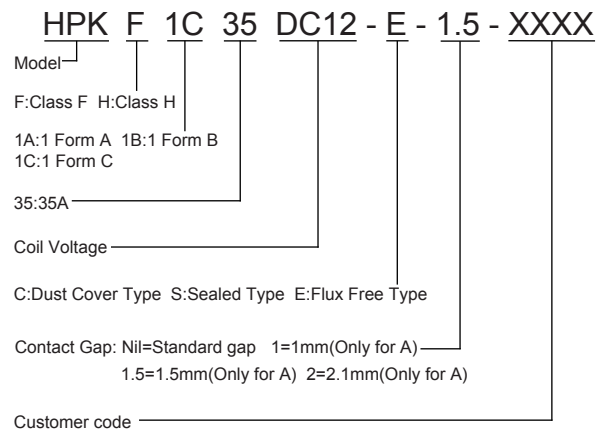 HPK F 1C 35 DC12 - E - 1.5 - XXXX
Model
F:Class F H:Class H
1A:1 Form A 1B:1 Form B
1C:1 Form C
35:35A
Coil Voltage
C:Dust Cover Type S:Sealed Type E:Flux Free Type
Contact Gap: Nil=Standard gap 1=1mm(Only for A)
1.5=1.5mm(Only for A) 2=2.1mm(Only for A)
Customer code